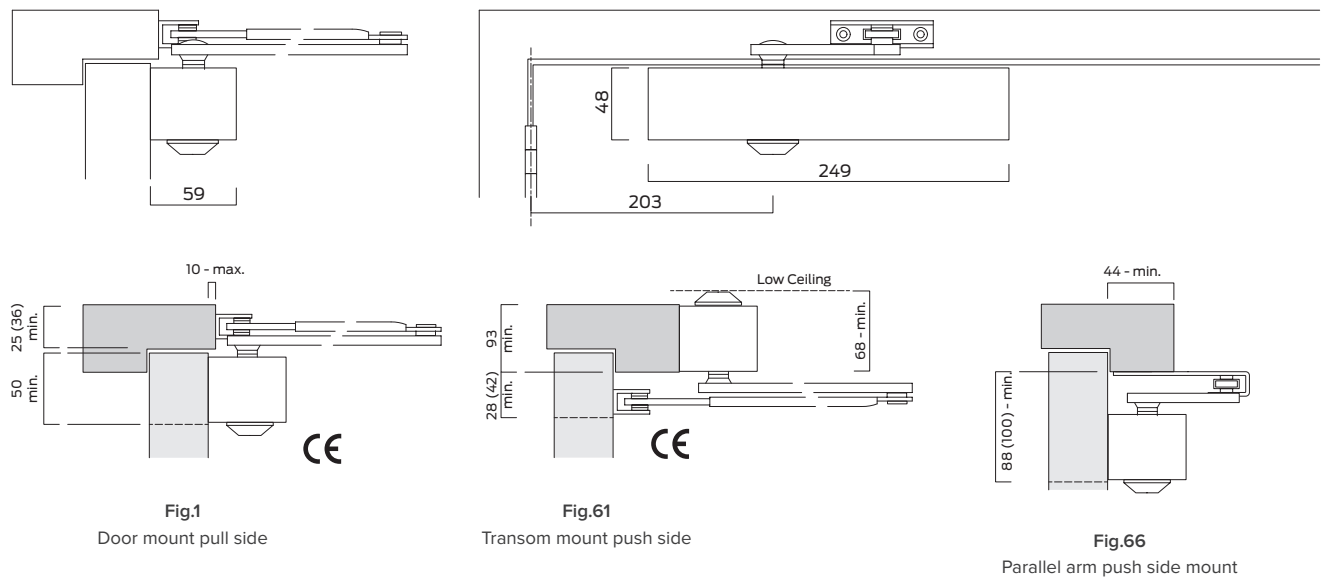 59
48
249
203
10 - max.
25 (36)
min.
50
min.
CE
Fig.1
Door mount pull side
Low Ceiling
93
min.
68 - min.
28 (42)
min.
CE
Fig.61
Transom mount push side
44 - min.
88 (100) - min.
Fig.66
Parallel arm push side mount